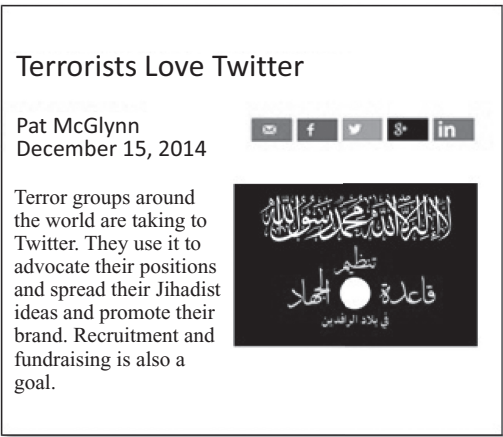 Terrorists Love Twitter
Pat McGlynn
December 15, 2014
f
8+
in
Terror groups around
the world are taking to
Twitter. They use it to
advocate their positions
and spread their Jihadist
ideas and promote their
brand. Recruitment and
fundraising is also a
goal.
لا إله إلا الله محمد رسول الله
تنظيم
قاعدة الجهاد
في بلاد الرافدين